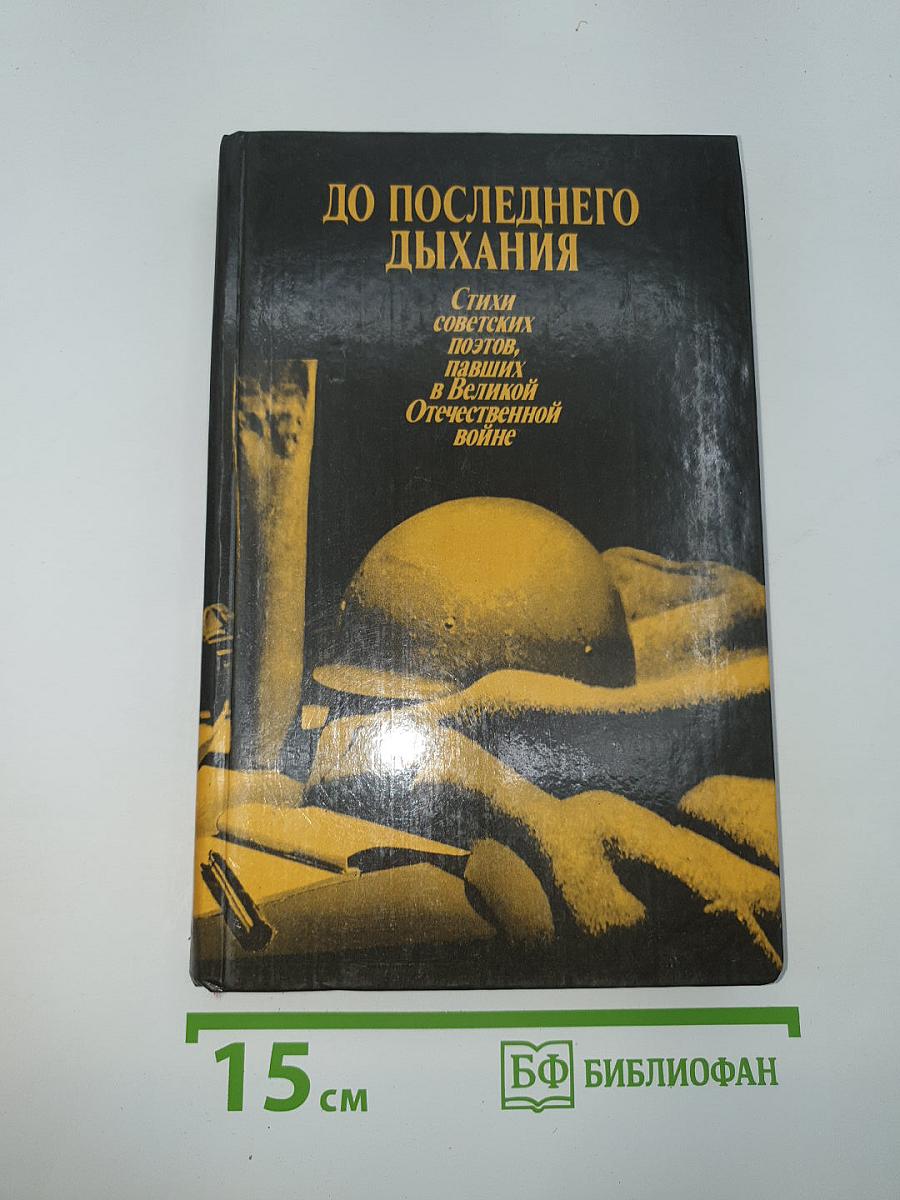 ДО ПОСЛЕДНЕГО
ДЫХАНИЯ
Стихи
советских
поэтов,
павших
в Великой
Отечественной
войне
15 см
БФ БИБЛИОФАН